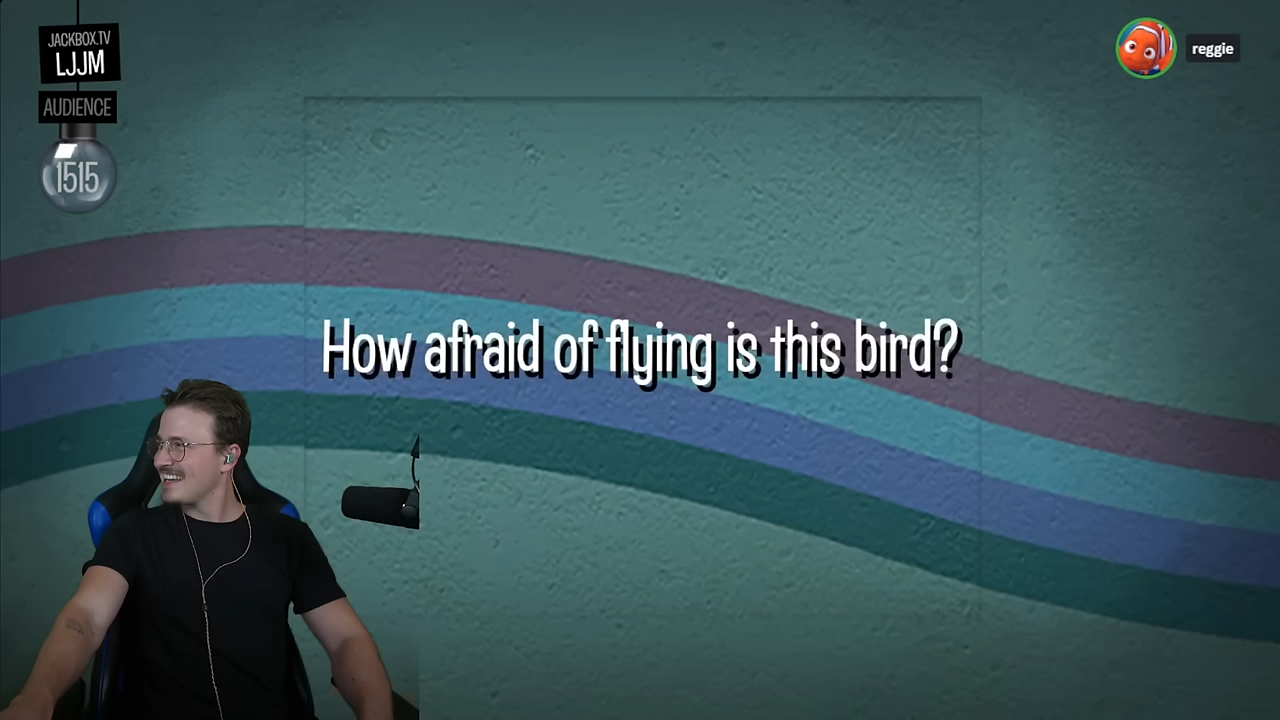 JACKBOX.TV
LJJM
AUDIENCE
1515
reggie
How afraid of flying is this bird?